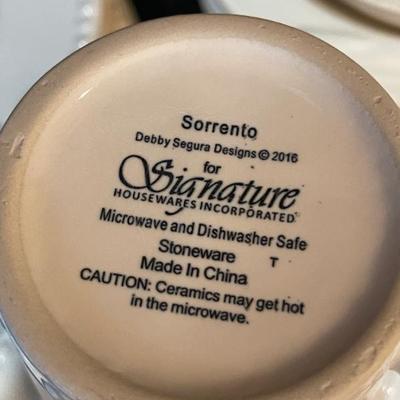 Sorrento
Debby Segura Designs © 2016
for
Signature
HOUSEWARES INCORPORATED
Microwave and Dishwasher Safe
Stoneware T
Made In China
CAUTION: Ceramics may get hot
in the microwave.